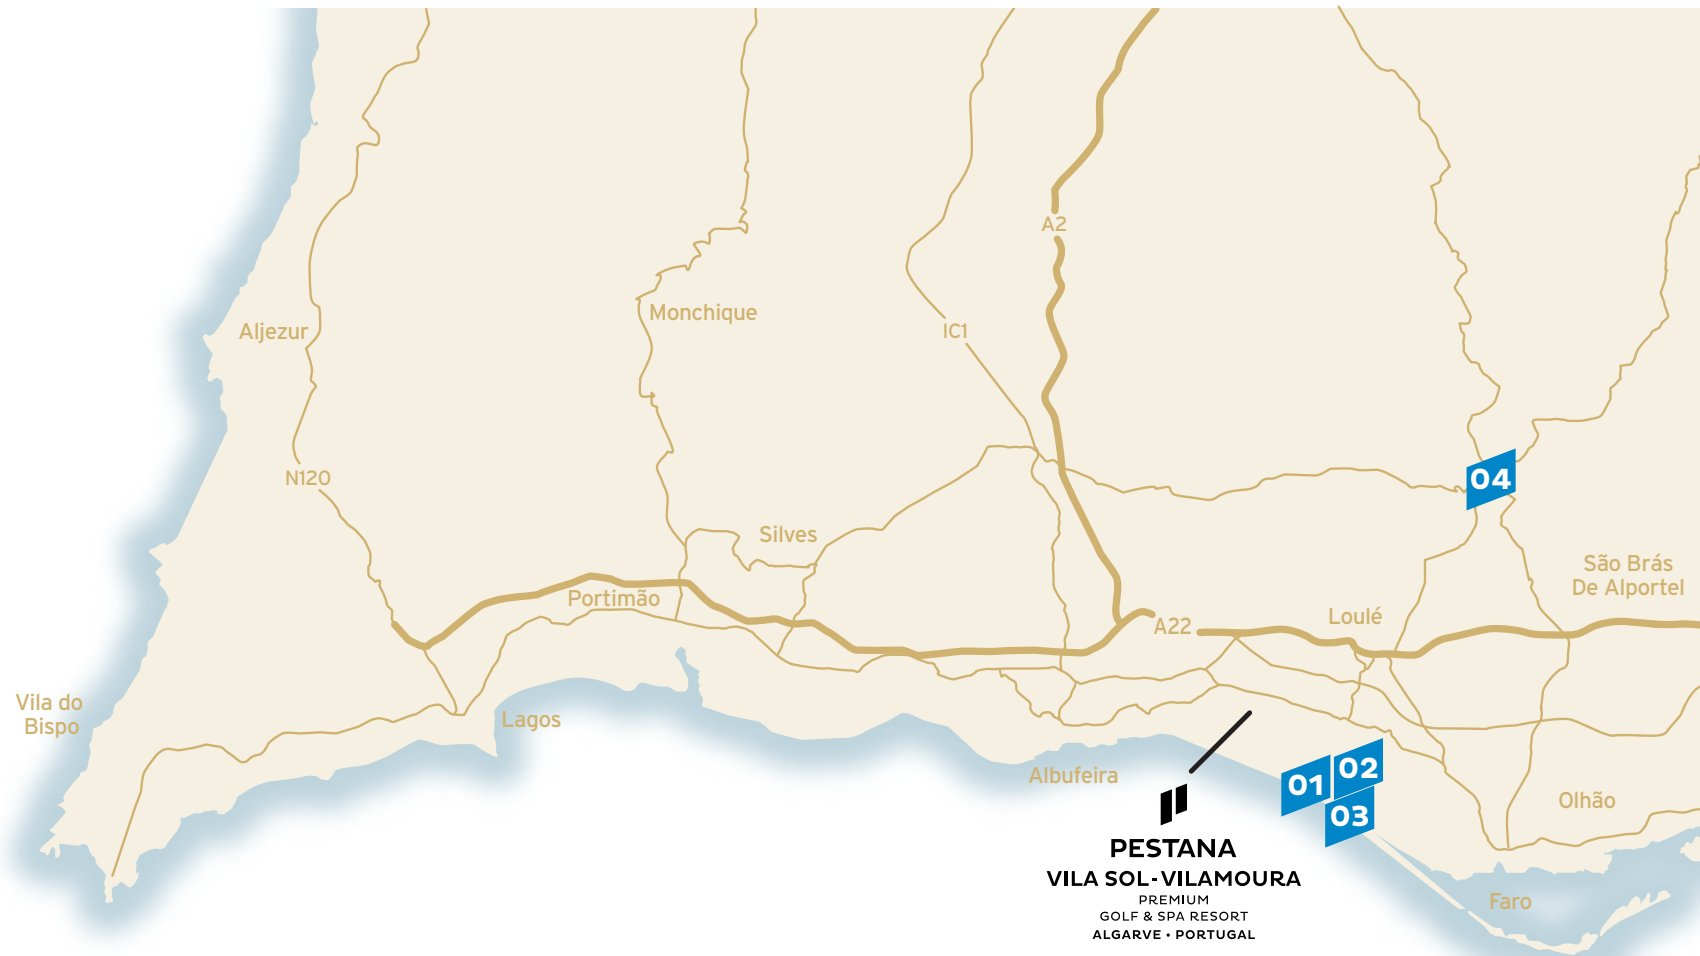 A2
Monchique
Aljezur
IC1
N120
04
Silves
São Brás
De Alportel
Portimão
Loulé
A22
Vila do
Bispo
Lagos
Albufeira
01
02
03
Olhão
PESTANA
VILA SOL-VILAMOURA
PREMIUM
GOLF & SPA RESORT
ALGARVE • PORTUGAL
Faro